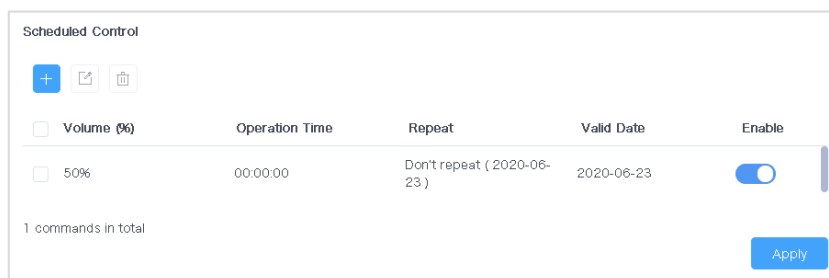 Scheduled Control
Volume (%) Operation Time Repeat Valid Date Enable
50% 00:00:00 Don't repeat ( 2020-06-
23 ) 2020-06-23
1 commands in total
Apply